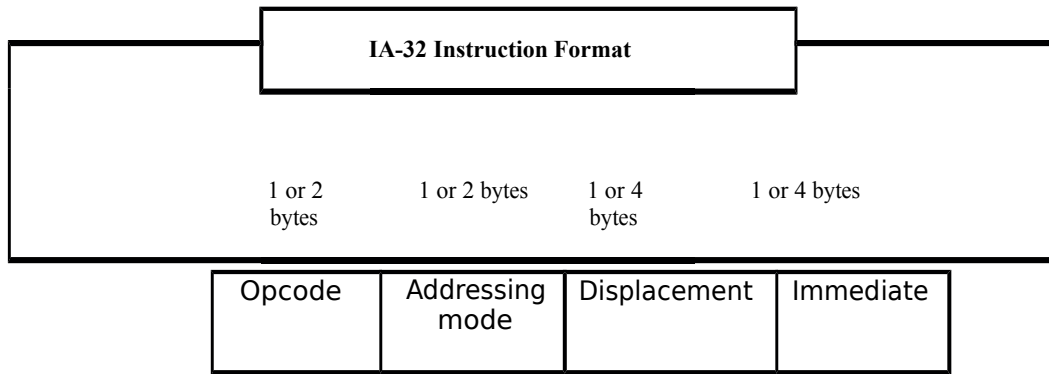 IA-32 Instruction Format
1 or 2 1 or 2 bytes 1 or 4 1 or 4 bytes
bytes bytes
Opcode Addressing Displacement Immediate
mode